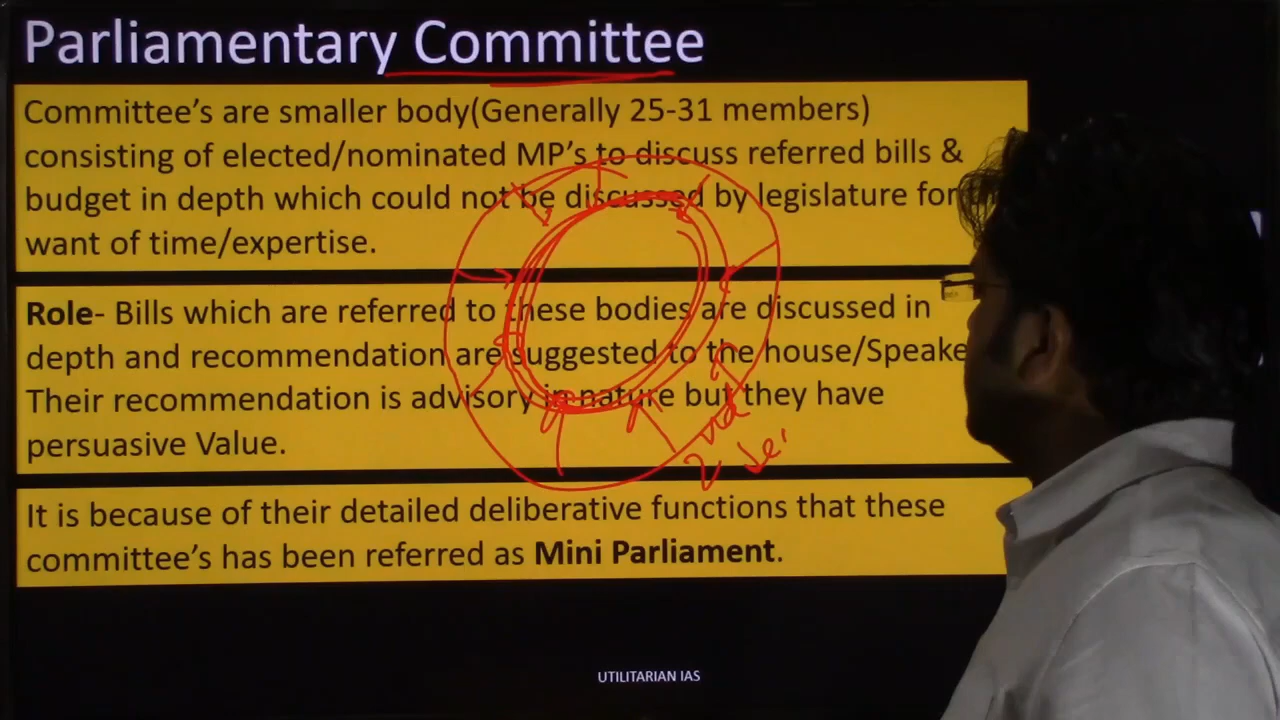 Parliamentary Committee
Committee's are smaller body(Generally 25-31 members)
consisting of elected/nominated MP's to discuss referred bills &
budget in depth which could not be discussed by legislature for
want of time/expertise.
Role- Bills which are referred to these bodies are discussed in
depth and recommendation are suggested to the house/Speake
Their recommendation is advisory in nature but they have
persuasive Value.
It is because of their detailed deliberative functions that these
committee's has been referred as Mini Parliament.
UTILITARIAN IAS